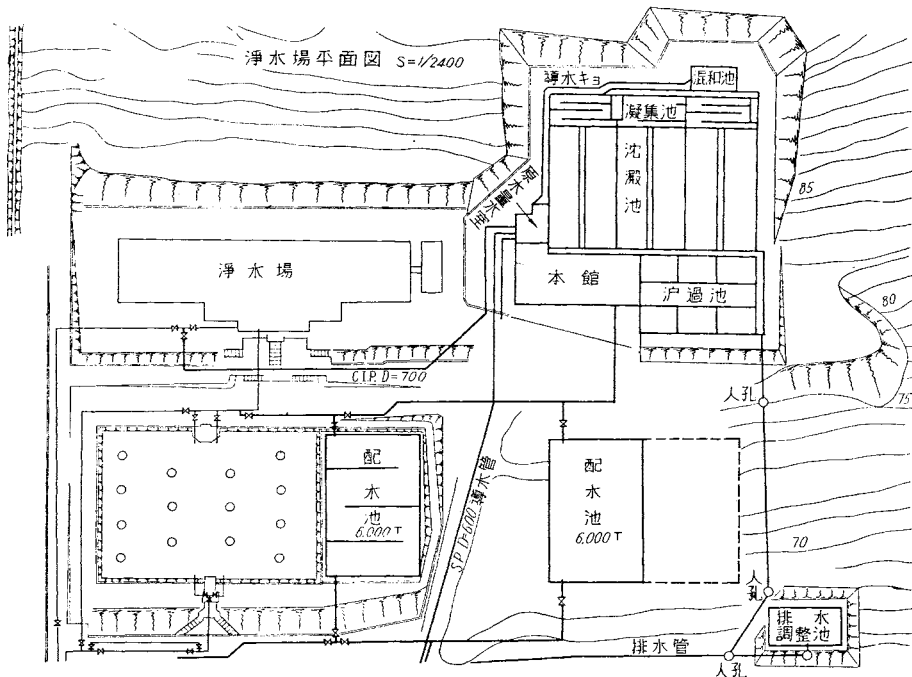 浄水場平面図 S=1/2400
導水キョ
混和池
凝集池
沈澱池
原水量水室
85
浄水場
本館
沪過池
80
C.I.P. D=700
人孔
75
配水池
6,000T
S.P. D=600 導水管
配水池
6,000T
70
人孔
排水
調整池
排水管
人孔